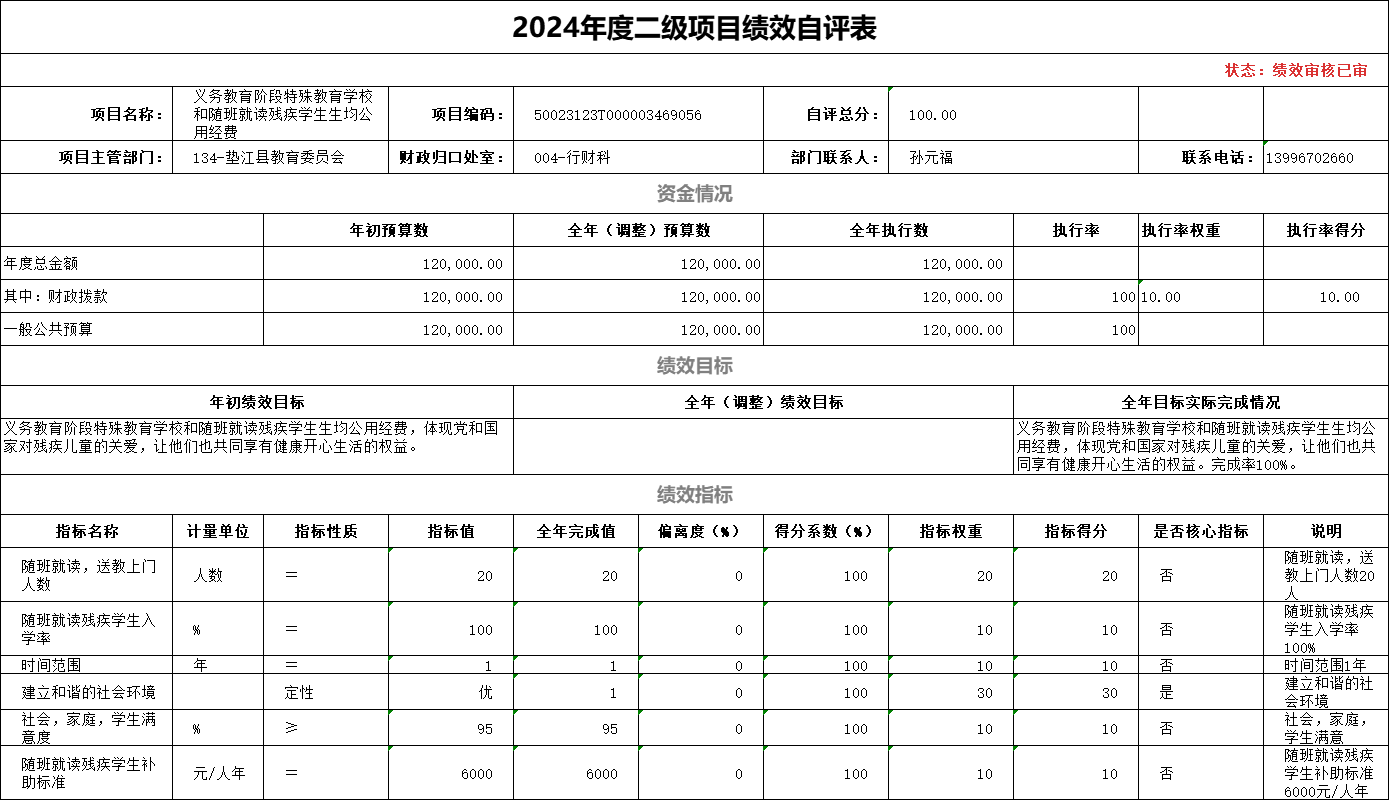 2024年度二级项目绩效自评表
状态：绩效审核已审
项目名称： 义务教育阶段特殊教育学校 项目编码： 50023123T000003469056 自评总分： 100.00
和随班就读残疾学生生均公
用经费
项目主管部门： 134-垫江县教育委员会 财政归口处室： 004-行财科 部门联系人： 孙元福 联系电话： 13996702660
资金情况
年初预算数 全年（调整）预算数 全年执行数 执行率 执行率权重 执行率得分
年度总金额 120,000.00 120,000.00 120,000.00
其中：财政拨款 120,000.00 120,000.00 120,000.00 100 10.00 10.00
一般公共预算 120,000.00 120,000.00 120,000.00 100
绩效目标
年初绩效目标 全年（调整）绩效目标 全年目标实际完成情况
义务教育阶段特殊教育学校和随班就读残疾学生生均公用经费，体现党和国
家对残疾儿童的关爱，让他们也共同享有健康开心生活的权益。
义务教育阶段特殊教育学校和随班就读残疾学生生均公
用经费，体现党和国家对残疾儿童的关爱，让他们也共
同享有健康开心生活的权益。完成率100%。
绩效指标
指标名称 计量单位 指标性质 指标值 全年完成值 偏离度（%） 得分系数（%） 指标权重 指标得分 是否核心指标 说明
随班就读，送教上门
人数
人数 ＝ 20 20 0 100 20 20 否
随班就读，送
教上门人数20
人
随班就读残疾学生入
学率
% ＝ 100 100 0 100 10 10 否
随班就读残疾
学生入学率
100%
时间范围 年 ＝ 1 1 0 100 10 10 否 时间范围1年
建立和谐的社会环境 定性 优 1 0 100 30 30 是
建立和谐的社
会环境
社会，家庭，学生满
意度
% ≥ 95 95 0 100 10 10 否
社会，家庭，
学生满意
随班就读残疾学生补
助标准
元/人年 ＝ 6000 6000 0 100 10 10 否
随班就读残疾
学生补助标准
6000元/人年